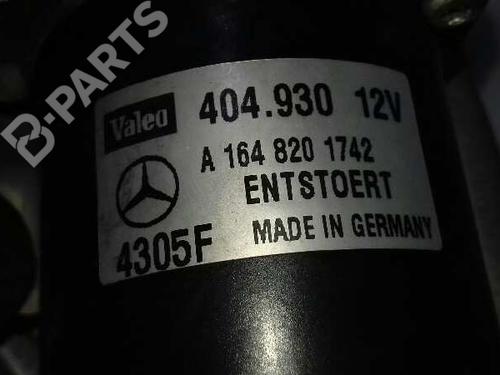 B-PARTS
Valeo 404.930 12V
A 164 820 1742
ENTSTOERT
4305F MADE IN GERMANY